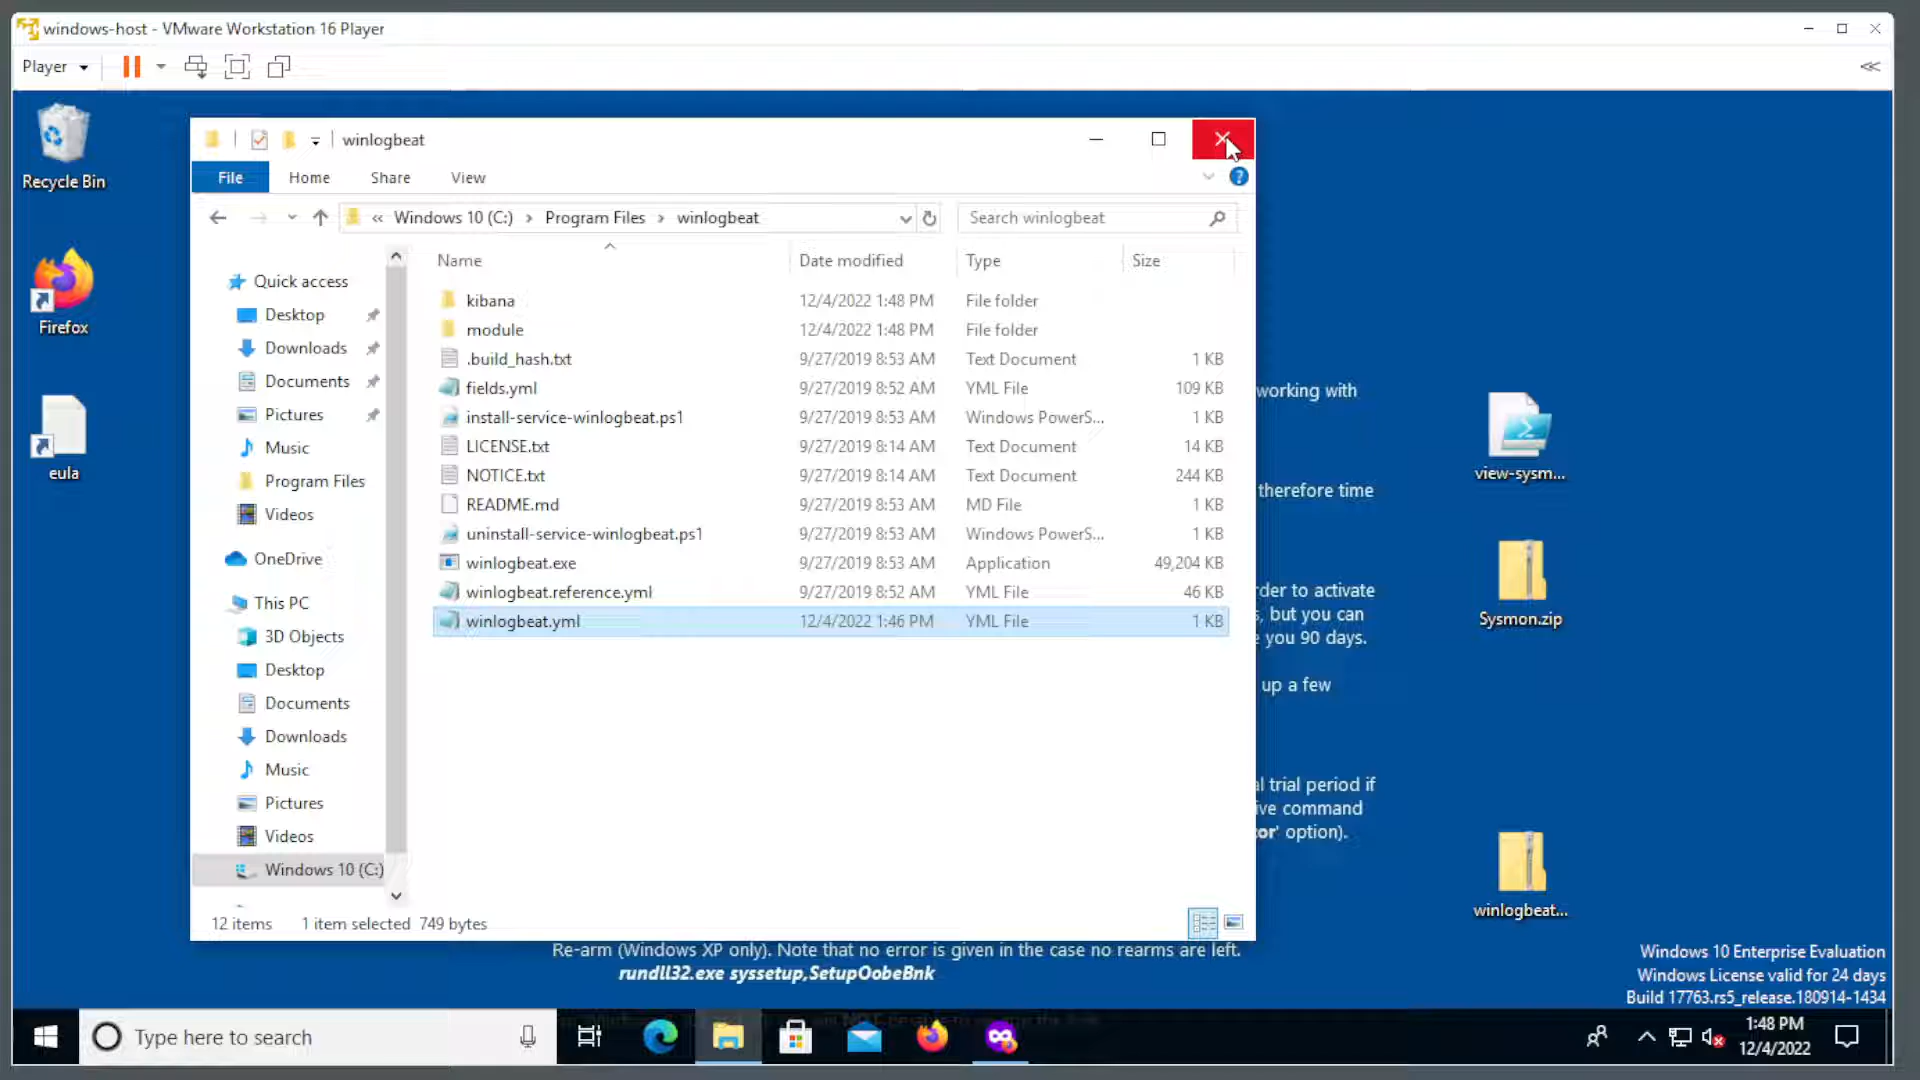 windows-host - VMware Workstation 16 Player
Player
Recycle Bin
Firefox
eula
winlogbeat
File Home Share View
« Windows 10 (C:) › Program Files › winlogbeat
Search winlogbeat
Quick access
Desktop
Downloads
Documents
Pictures
Music
Program Files
Videos
OneDrive
This PC
3D Objects
Desktop
Documents
Downloads
Music
Pictures
Videos
Windows 10 (C:)
Name Date modified Type Size
kibana 12/4/2022 1:48 PM File folder
module 12/4/2022 1:48 PM File folder
.build_hash.txt 9/27/2019 8:53 AM Text Document 1 KB
fields.yml 9/27/2019 8:52 AM YML File 109 KB
install-service-winlogbeat.ps1 9/27/2019 8:53 AM Windows PowerS... 1 KB
LICENSE.txt 9/27/2019 8:14 AM Text Document 14 KB
NOTICE.txt 9/27/2019 8:14 AM Text Document 244 KB
README.md 9/27/2019 8:53 AM MD File 1 KB
uninstall-service-winlogbeat.ps1 9/27/2019 8:53 AM Windows PowerS... 1 KB
winlogbeat.exe 9/27/2019 8:53 AM Application 49,204 KB
winlogbeat.reference.yml 9/27/2019 8:52 AM YML File 46 KB
winlogbeat.yml 12/4/2022 1:46 PM YML File 1 KB
12 items 1 item selected 749 bytes
working with
therefore time
der to activate
, but you can
you 90 days.
up a few
l trial period if
ive command
or' option).
Re-arm (Windows XP only). Note that no error is given in the case no rearms are left.
rundll32.exe syssetup,SetupOobeBnk
view-sysm...
Sysmon.zip
winlogbeat...
Windows 10 Enterprise Evaluation
Windows License valid for 24 days
Build 17763.rs5_release.180914-1434
Type here to search
1:48 PM
12/4/2022